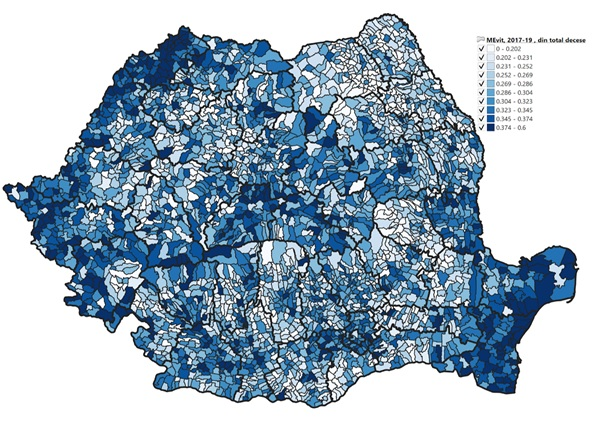 MEvit, 2017-19 , din total decese
0 - 0.202
0.202 - 0.231
0.231 - 0.252
0.252 - 0.269
0.269 - 0.286
0.286 - 0.304
0.304 - 0.323
0.323 - 0.345
0.345 - 0.374
0.374 - 0.6